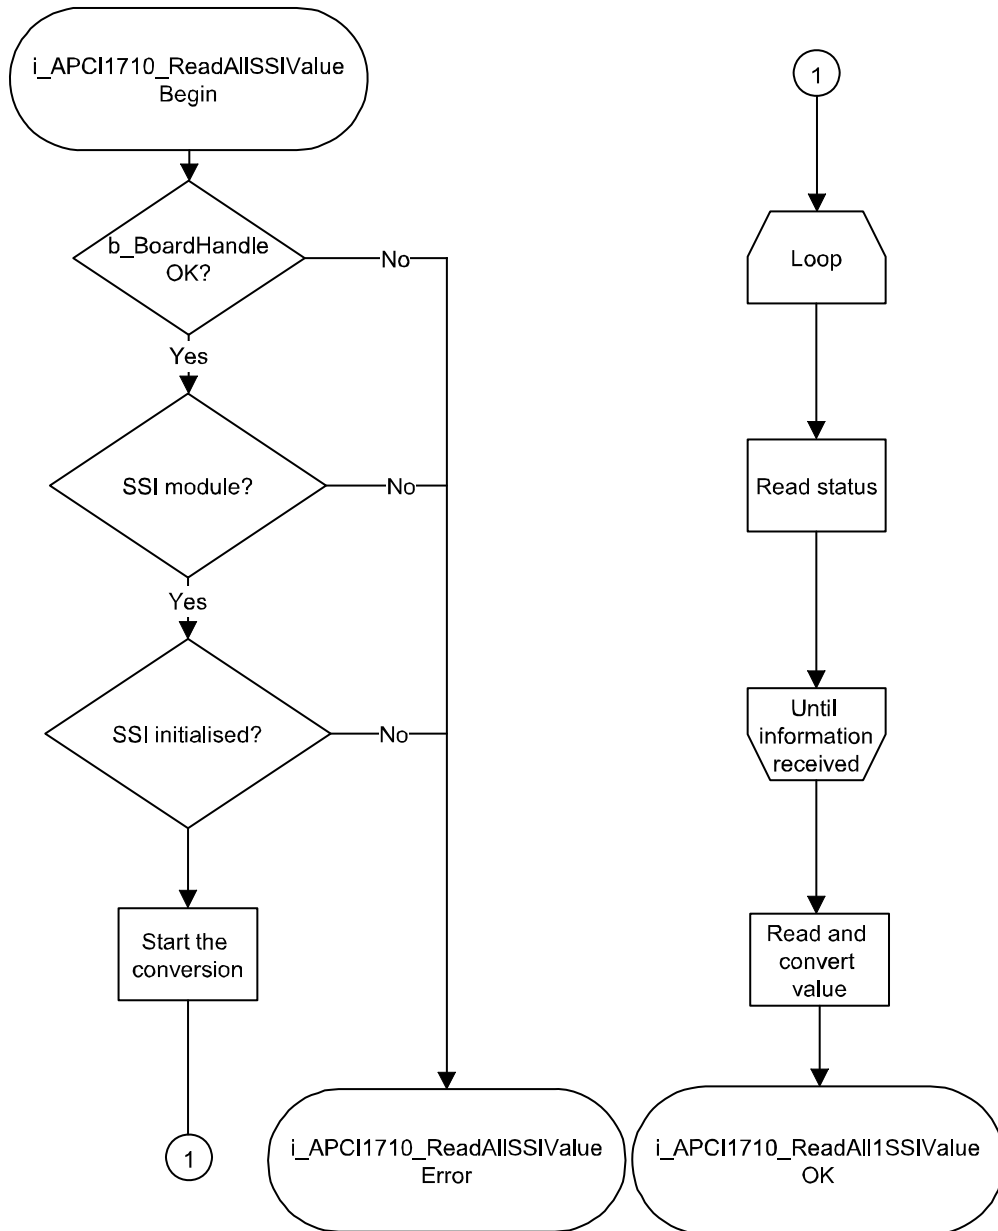 i_APCI1710_ReadAllSSIValue
Begin
b_BoardHandle
OK?
No
Yes
SSI module?
No
Yes
SSI initialised?
No
Start the
conversion
1
i_APCI1710_ReadAllSSIValue
Error
1
Loop
Read status
Until
information
received
Read and
convert
value
i_APCI1710_ReadAll1SSIValue
OK